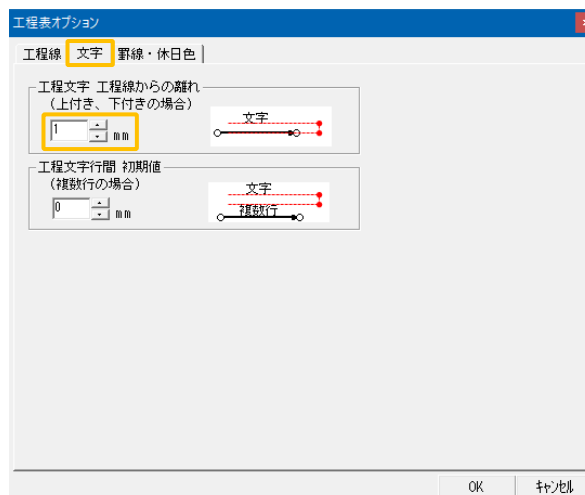 工程表オプション
工程線 文字 罫線・休日色
工程文字 工程線からの離れ
(上付き、下付きの場合)
1 mm
文字
工程文字行間 初期値
(複数行の場合)
0 mm
文字
複数行
OK キャンセル